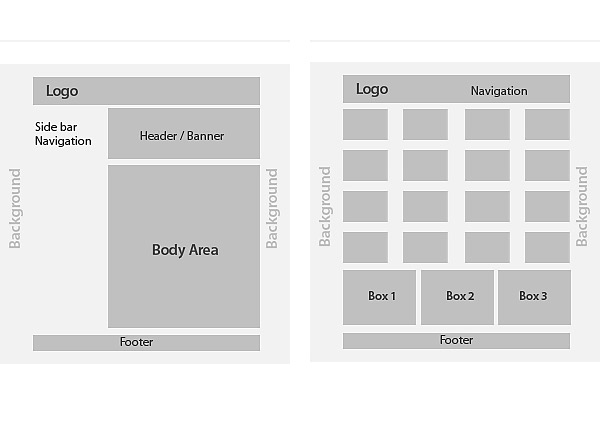 Logo
Side bar
Navigation
Header / Banner
Background
Background
Body Area
Footer
Logo
Navigation
Background
Background
Box 1
Box 2
Box 3
Footer